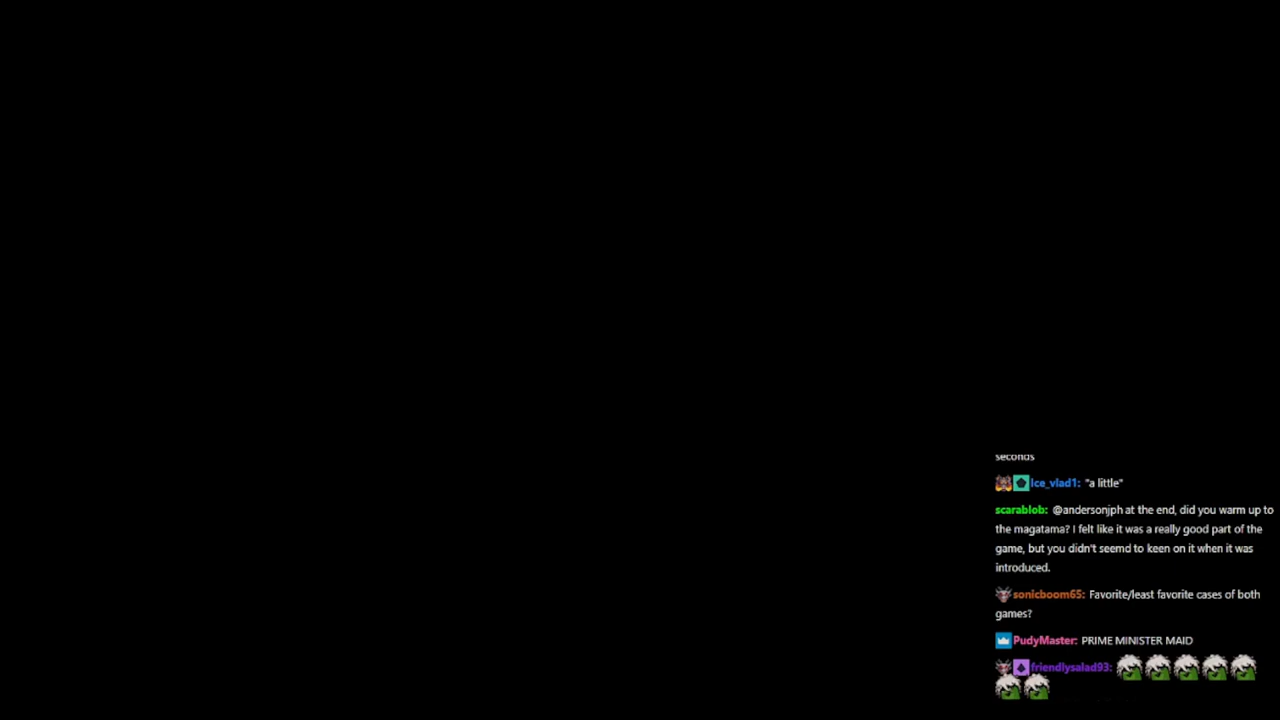 seconds
Ice_vlad1: "a little"
scarablob: @andersonjph at the end, did you warm up to
the magatama? I felt like it was a really good part of the
game, but you didn't seemd to keen on it when it was
introduced.
sonicboom65: Favorite/least favorite cases of both
games?
PudyMaster: PRIME MINISTER MAID
friendlysalad93: